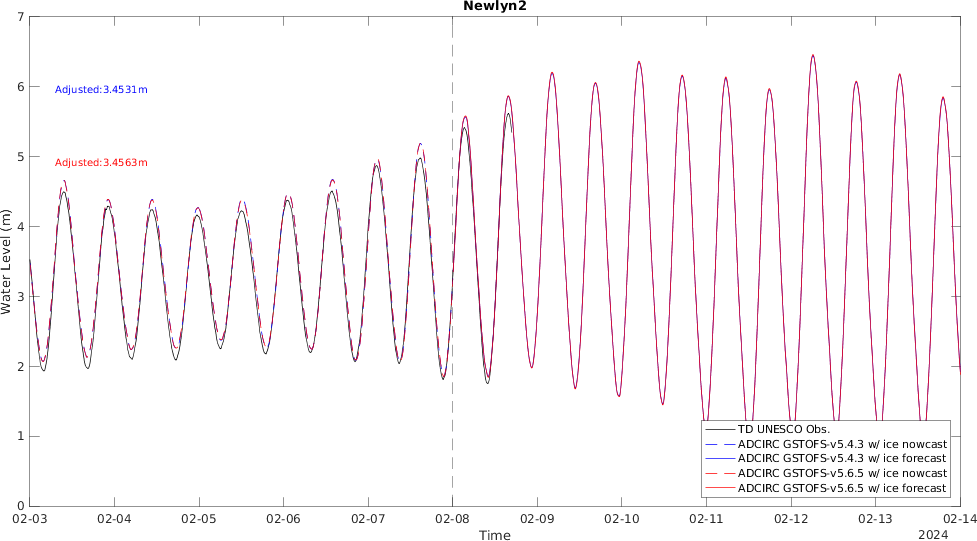 Newlyn2
7
6
5
4
3
2
1
0
Water Level (m)
Adjusted:3.4531m
Adjusted:3.4563m
TD UNESCO Obs.
ADCIRC GSTOFS-v5.4.3 w/ ice nowcast
ADCIRC GSTOFS-v5.4.3 w/ ice forecast
ADCIRC GSTOFS-v5.6.5 w/ ice nowcast
ADCIRC GSTOFS-v5.6.5 w/ ice forecast
02-03 02-04 02-05 02-06 02-07 02-08 02-09 02-10 02-11 02-12 02-13 02-14
Time
2024